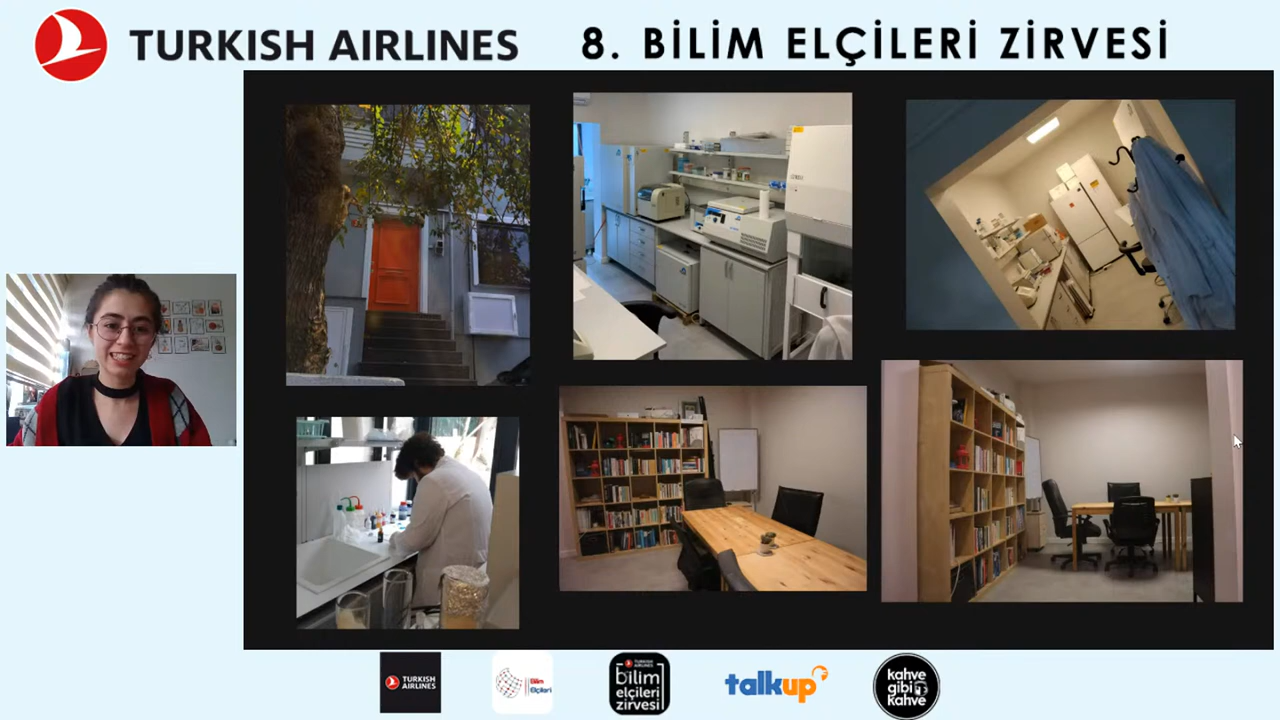 TURKISH AIRLINES
8. BİLİM ELÇİLERİ ZİRVESİ
TURKISH
AIRLINES
Bilim
Elçileri
TURKISH
AIRLINES
bilim
elçileri
zirvesi
talkup
kahve
gibi
kahve